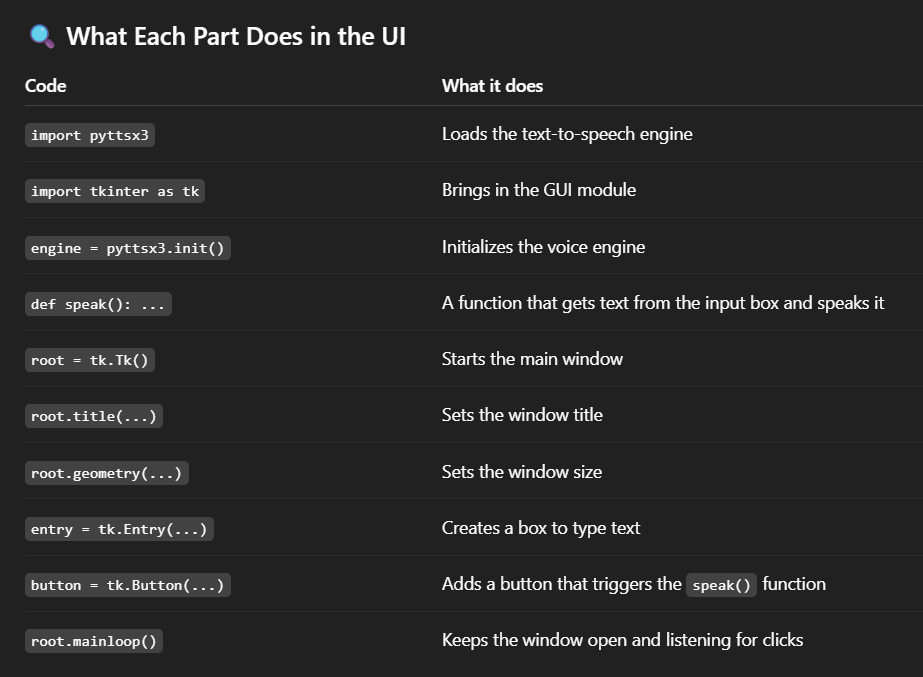 🔍 What Each Part Does in the UI
Code What it does
import pyttsx3 Loads the text-to-speech engine
import tkinter as tk Brings in the GUI module
engine = pyttsx3.init() Initializes the voice engine
def speak(): ... A function that gets text from the input box and speaks it
root = tk.Tk() Starts the main window
root.title(...) Sets the window title
root.geometry(...) Sets the window size
entry = tk.Entry(...) Creates a box to type text
button = tk.Button(...) Adds a button that triggers the speak() function
root.mainloop() Keeps the window open and listening for clicks